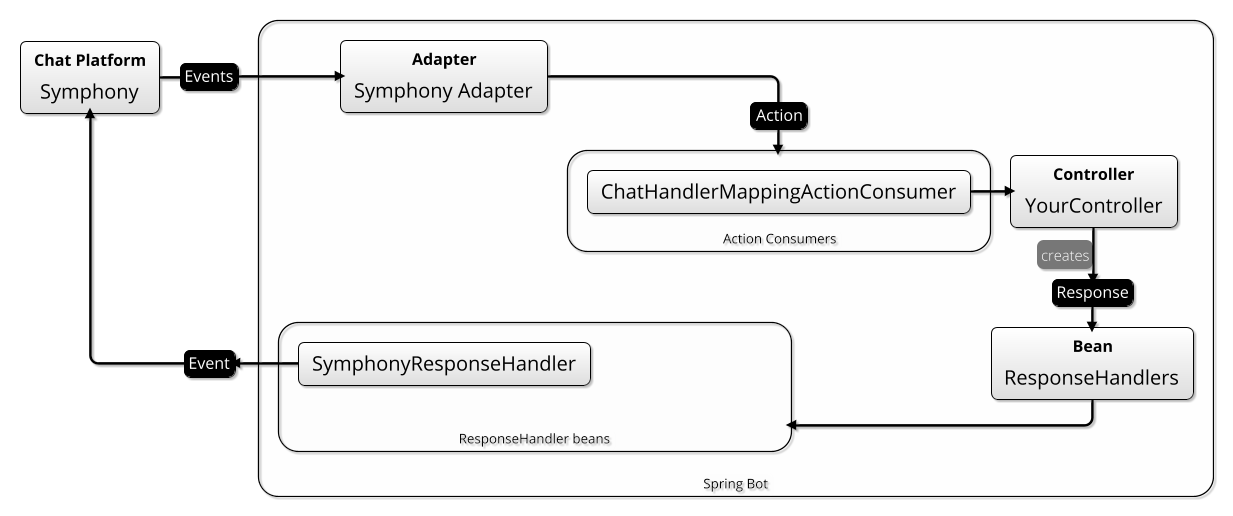 Chat Platform
Symphony
Events
Adapter
Symphony Adapter
Action
ChatHandlerMappingActionConsumer
Action Consumers
Controller
YourController
creates
Response
Bean
ResponseHandlers
SymphonyResponseHandler
Event
ResponseHandler beans
Spring Bot